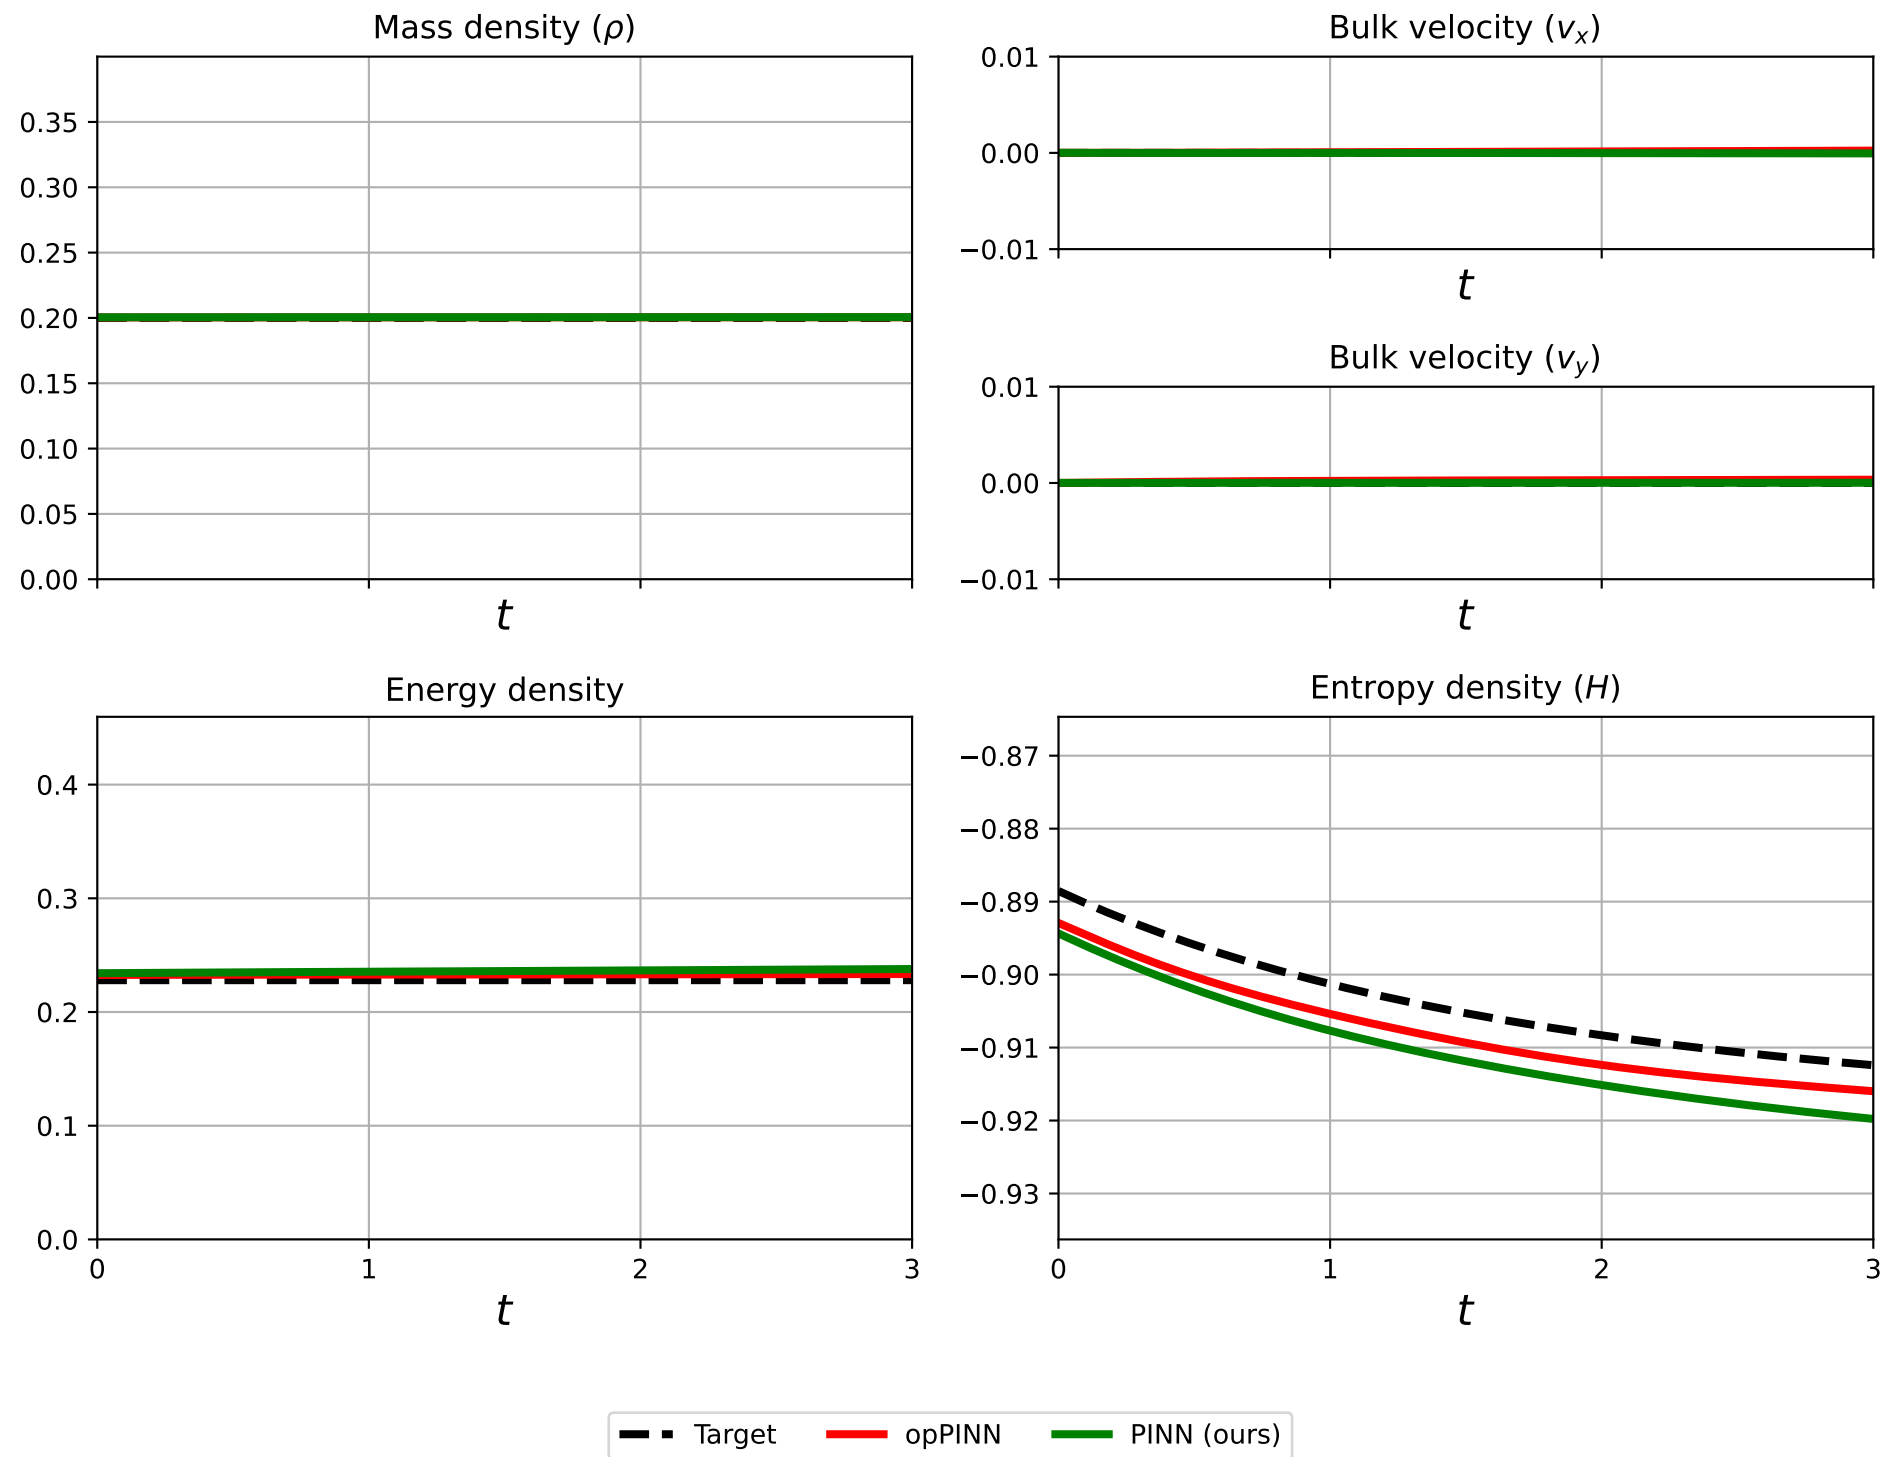 Mass density (ρ)
0.35
0.30
0.25
0.20
0.15
0.10
0.05
0.00
t
Bulk velocity (vₓ)
0.01
0.00
−0.01
t
Bulk velocity (v_y)
0.01
0.00
−0.01
t
Energy density
0.4
0.3
0.2
0.1
0.0
0 1 2 3
t
Entropy density (H)
−0.87
−0.88
−0.89
−0.90
−0.91
−0.92
−0.93
0 1 2 3
t
Target opPINN PINN (ours)